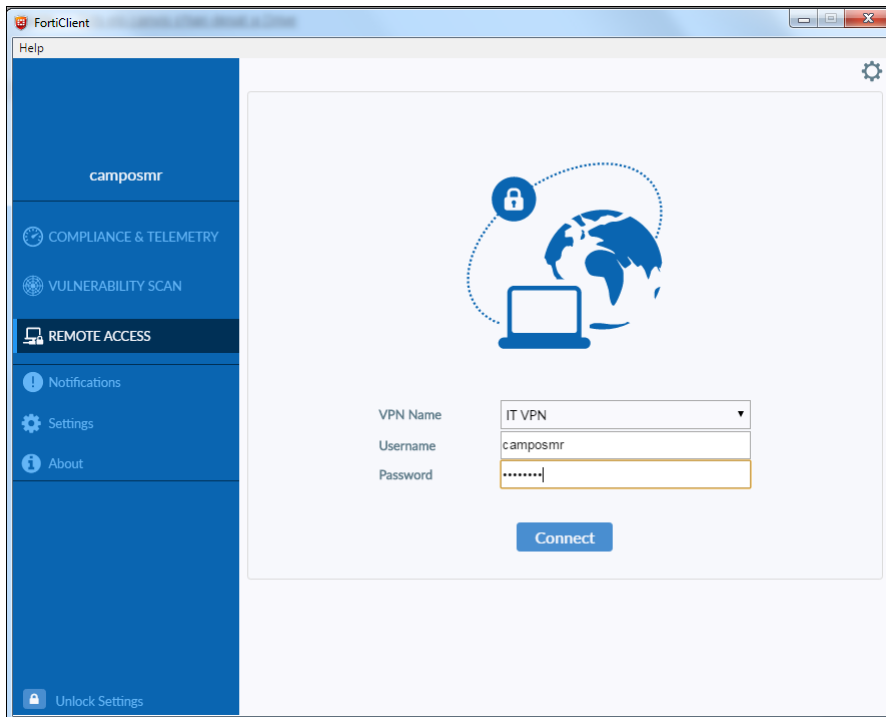 FortiClient
Help
camposmr
COMPLIANCE & TELEMETRY
VULNERABILITY SCAN
REMOTE ACCESS
Notifications
Settings
About
Unlock Settings
VPN Name IT VPN
Username camposmr
Password ••••••••
Connect